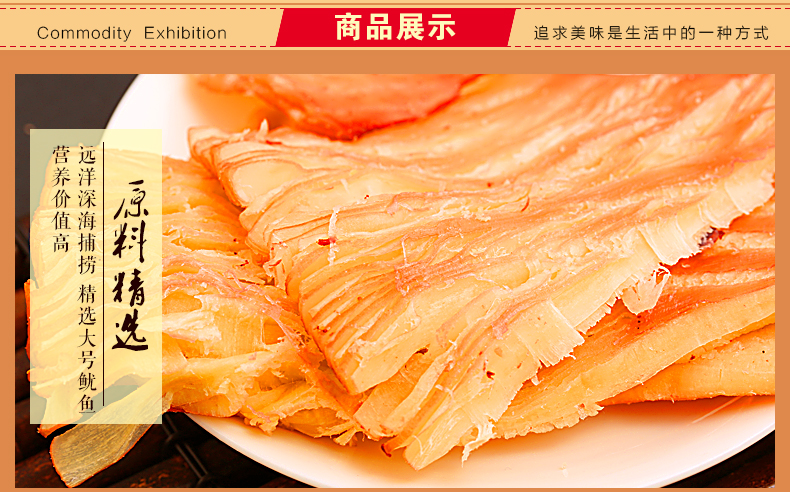 Commodity Exhibition
商品展示
追求美味是生活中的一种方式
原料精选
远洋深海捕捞 精选大号鱿鱼
营养价值高